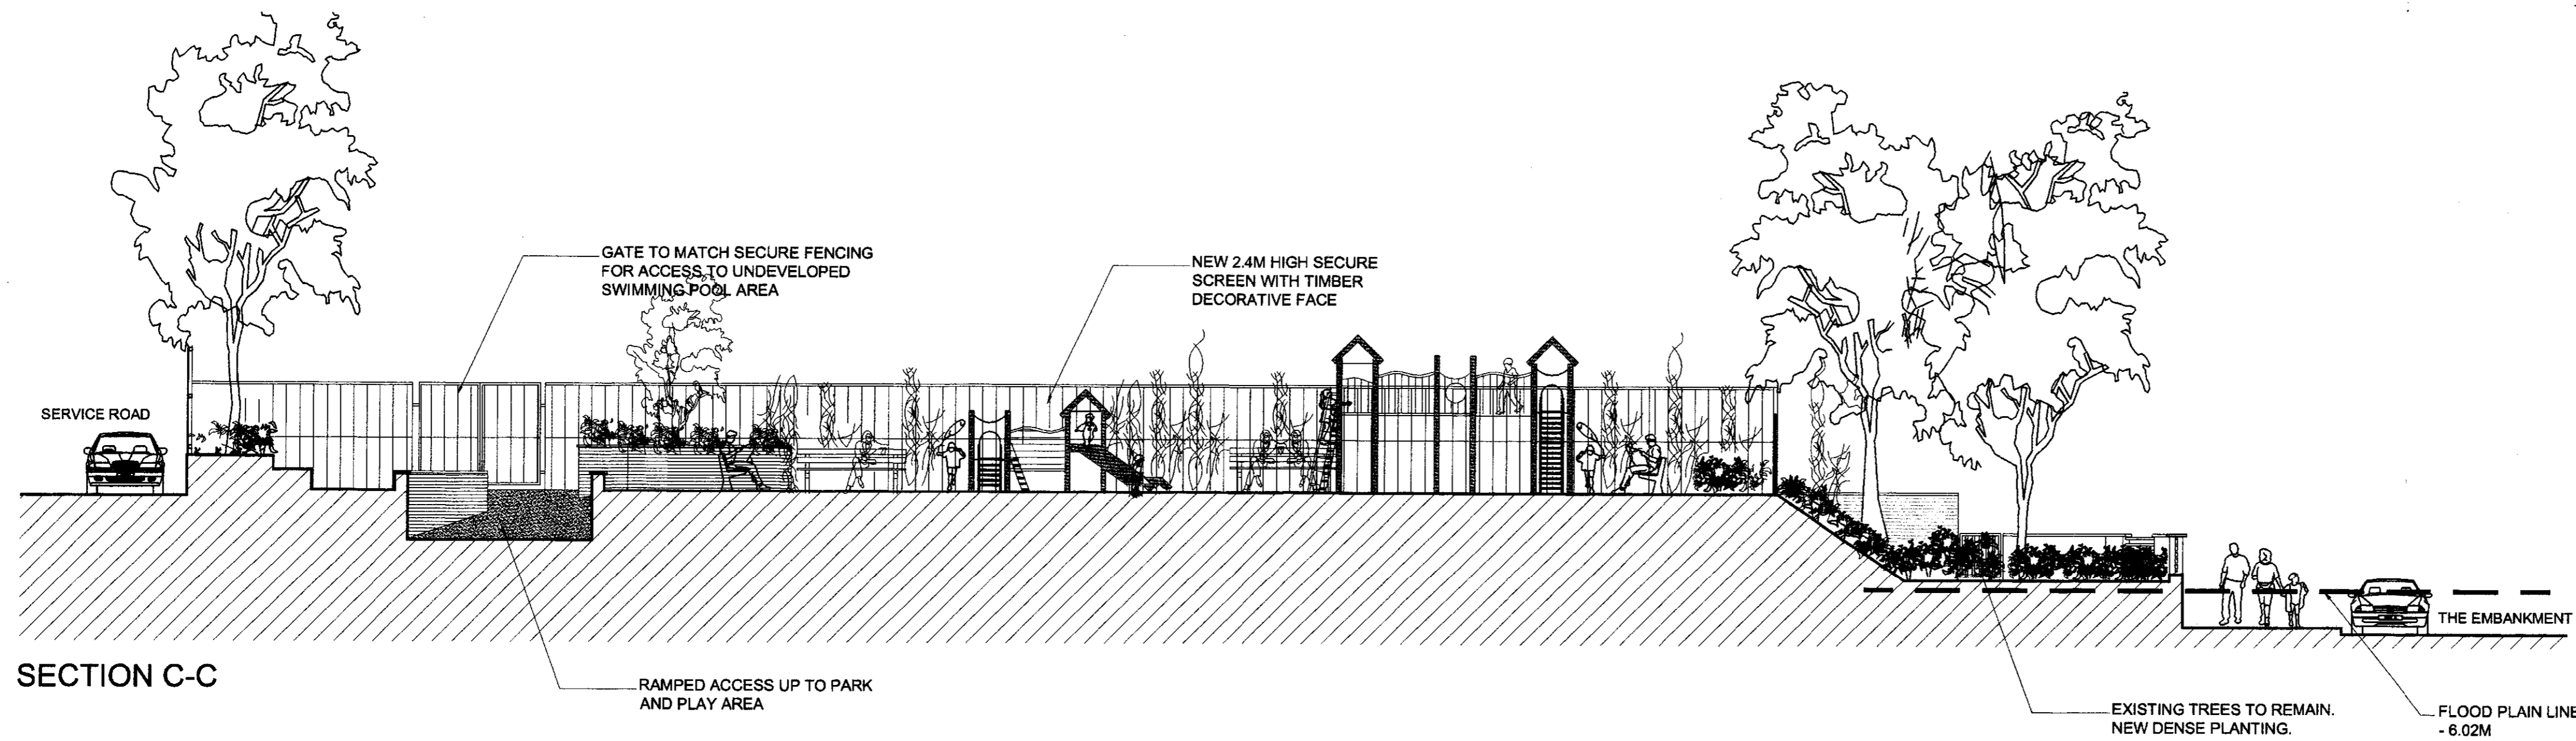 GATE TO MATCH SECURE FENCING
FOR ACCESS TO UNDEVELOPED
SWIMMING POOL AREA
NEW 2.4M HIGH SECURE
SCREEN WITH TIMBER
DECORATIVE FACE
SERVICE ROAD
THE EMBANKMENT
SECTION C-C
RAMPED ACCESS UP TO PARK
AND PLAY AREA
EXISTING TREES TO REMAIN.
NEW DENSE PLANTING.
FLOOD PLAIN LINE
- 6.02M